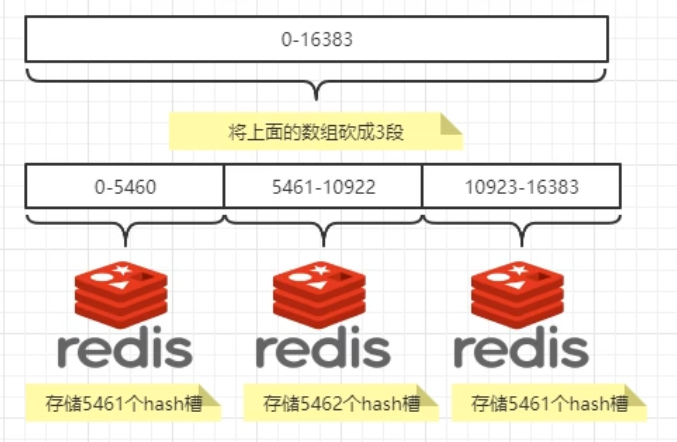 0-16383
将上面的数组砍成3段
0-5460
5461-10922
10923-16383
redis
redis
redis
存储5461个hash槽
存储5462个hash槽
存储5461个hash槽